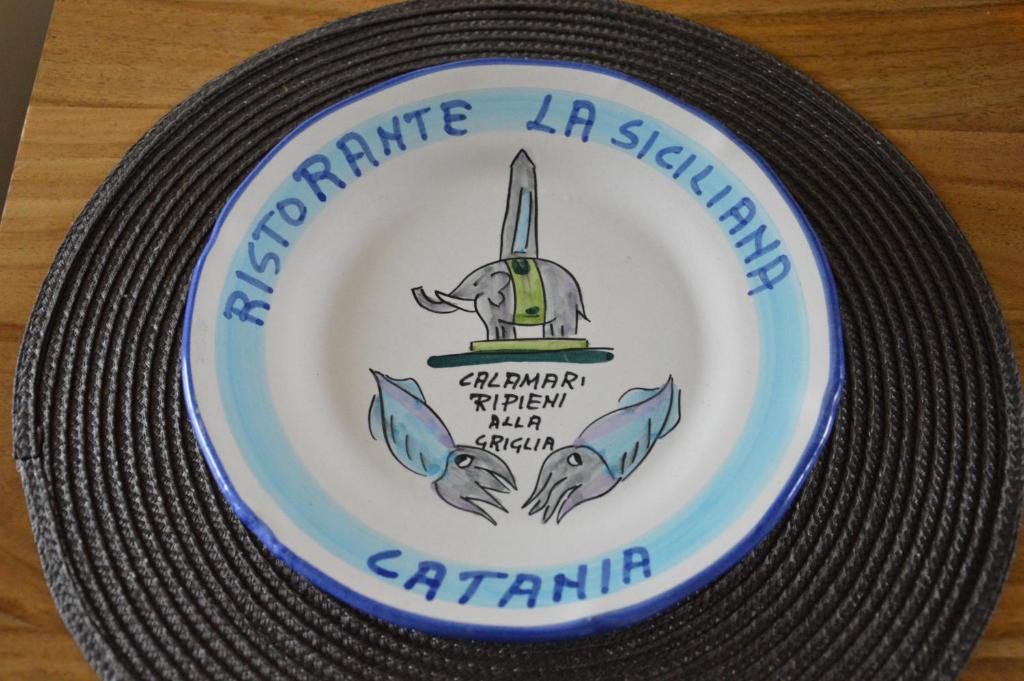 RISTORANTE LA SICILIANA
CALAMARI
RIPIENI
ALLA
GRIGLIA
CATANIA